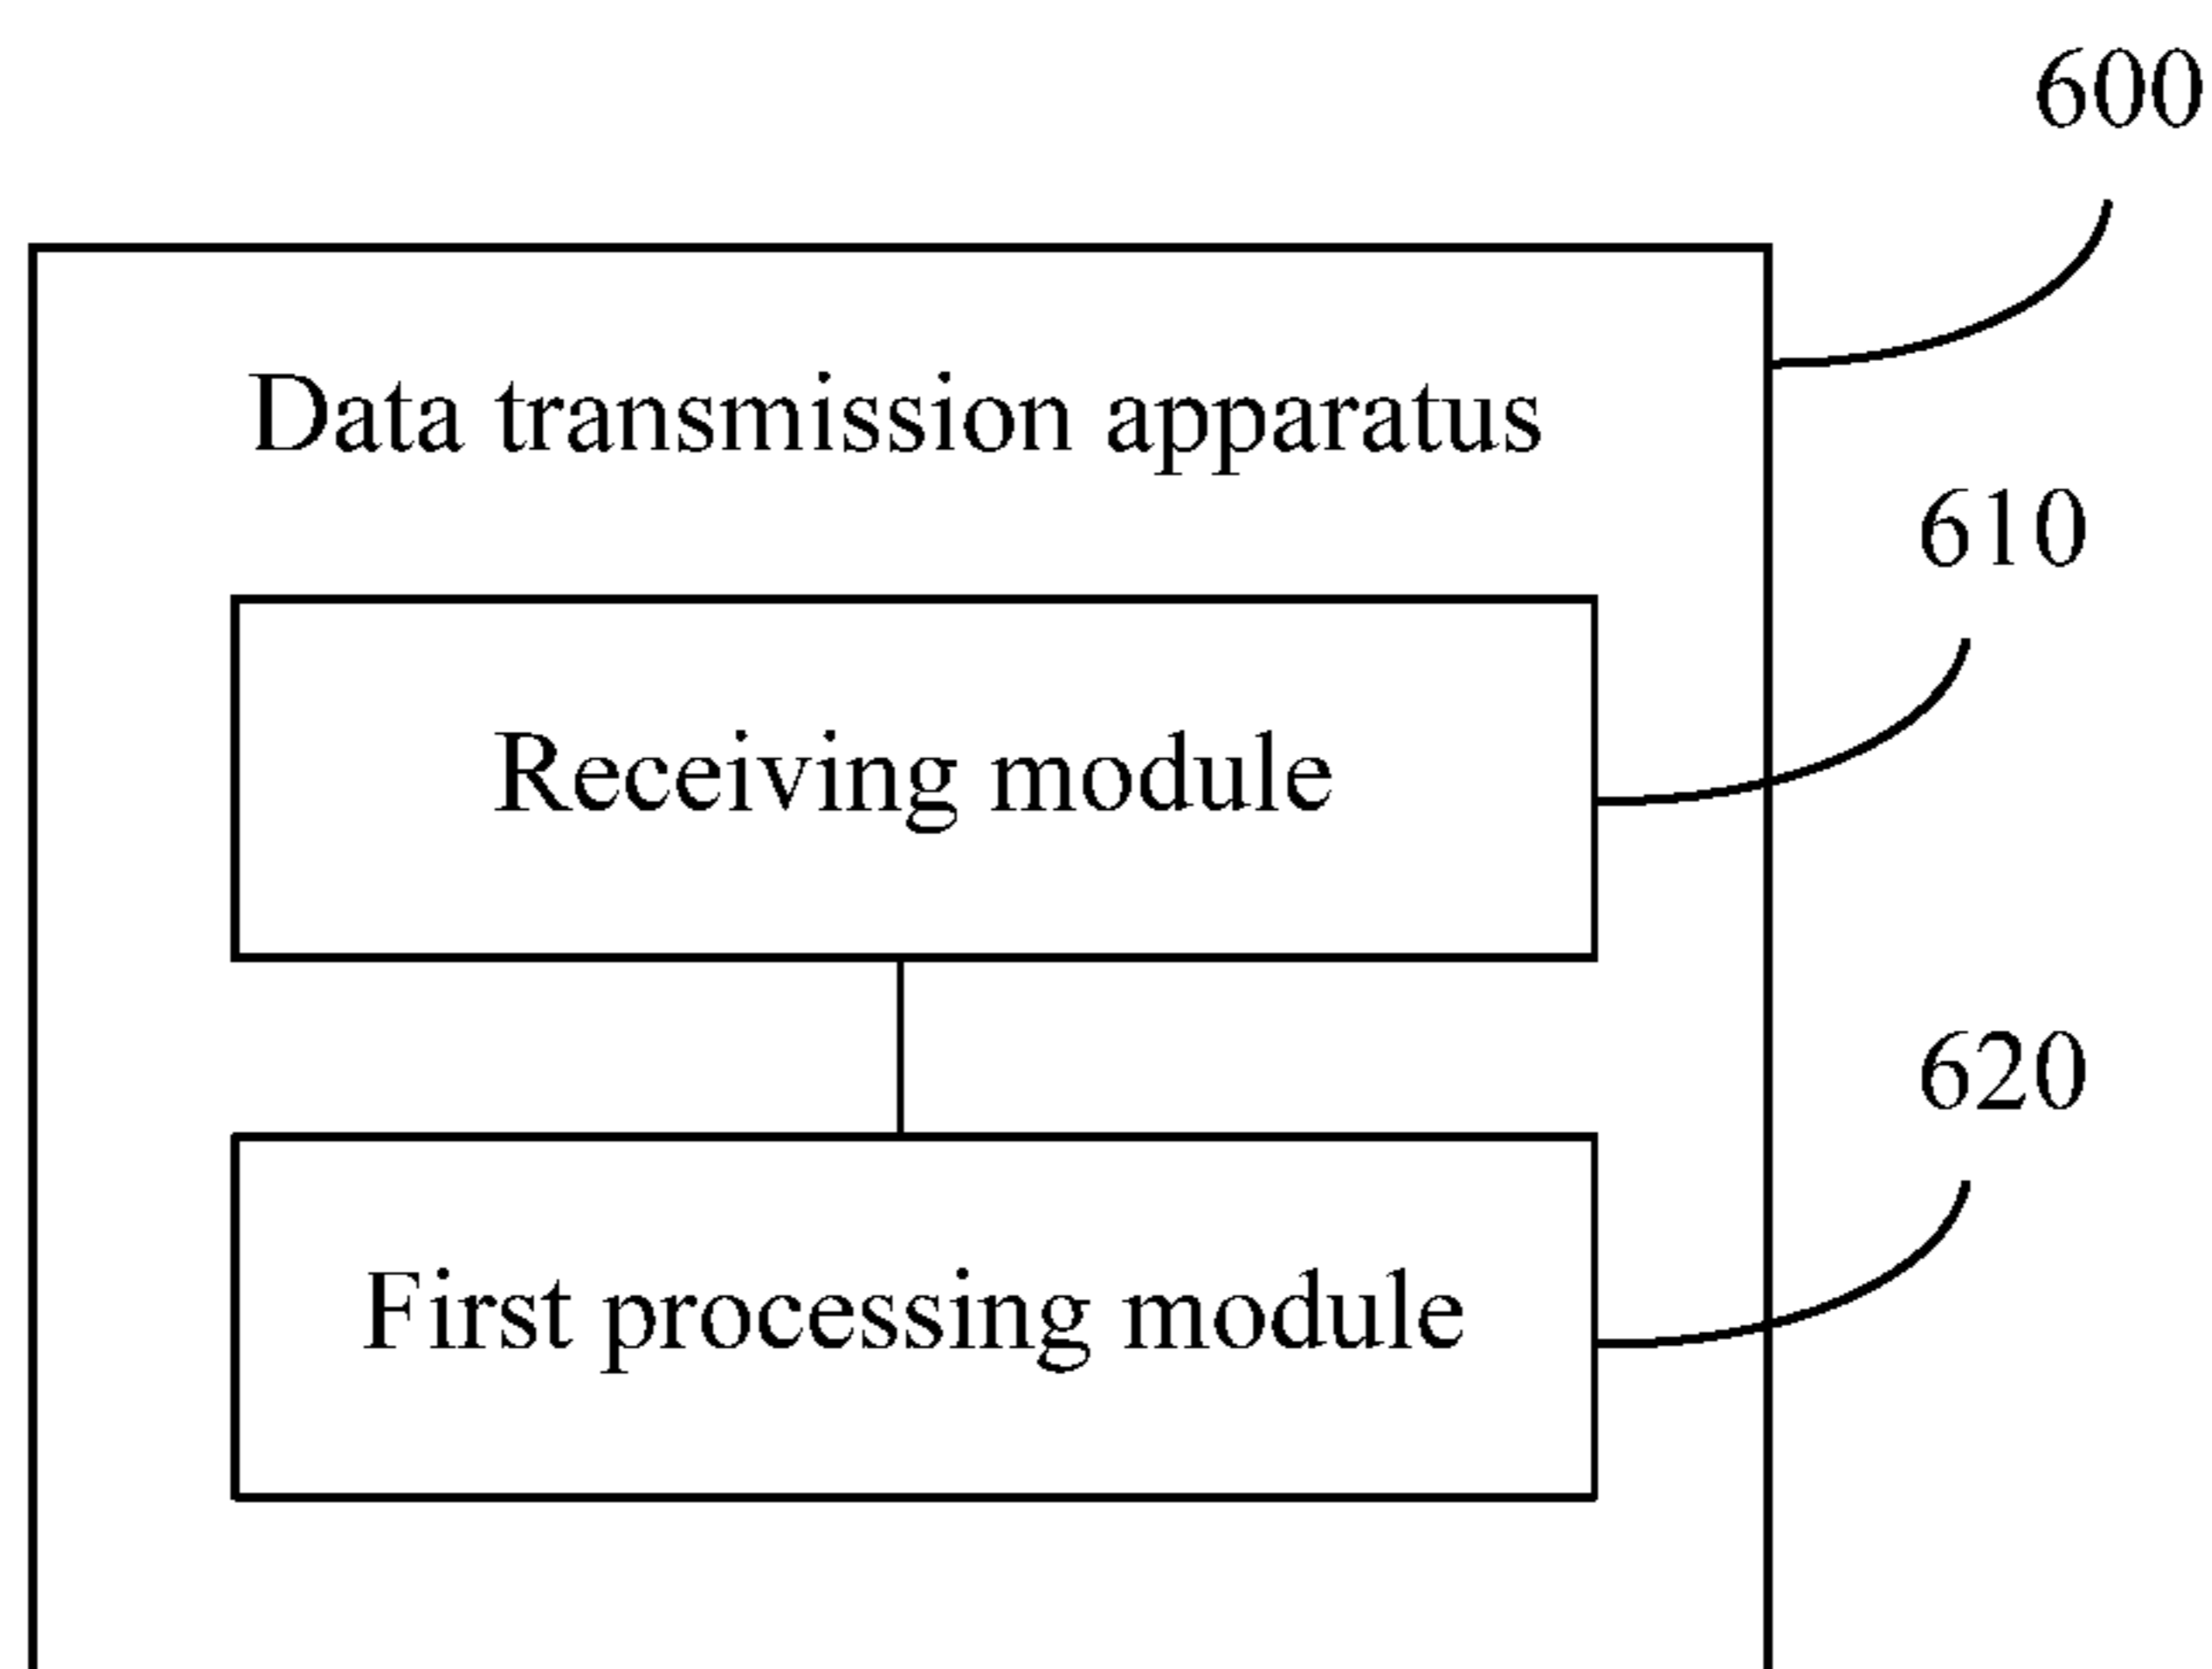 600
Data transmission apparatus
610
Receiving module
620
First processing module